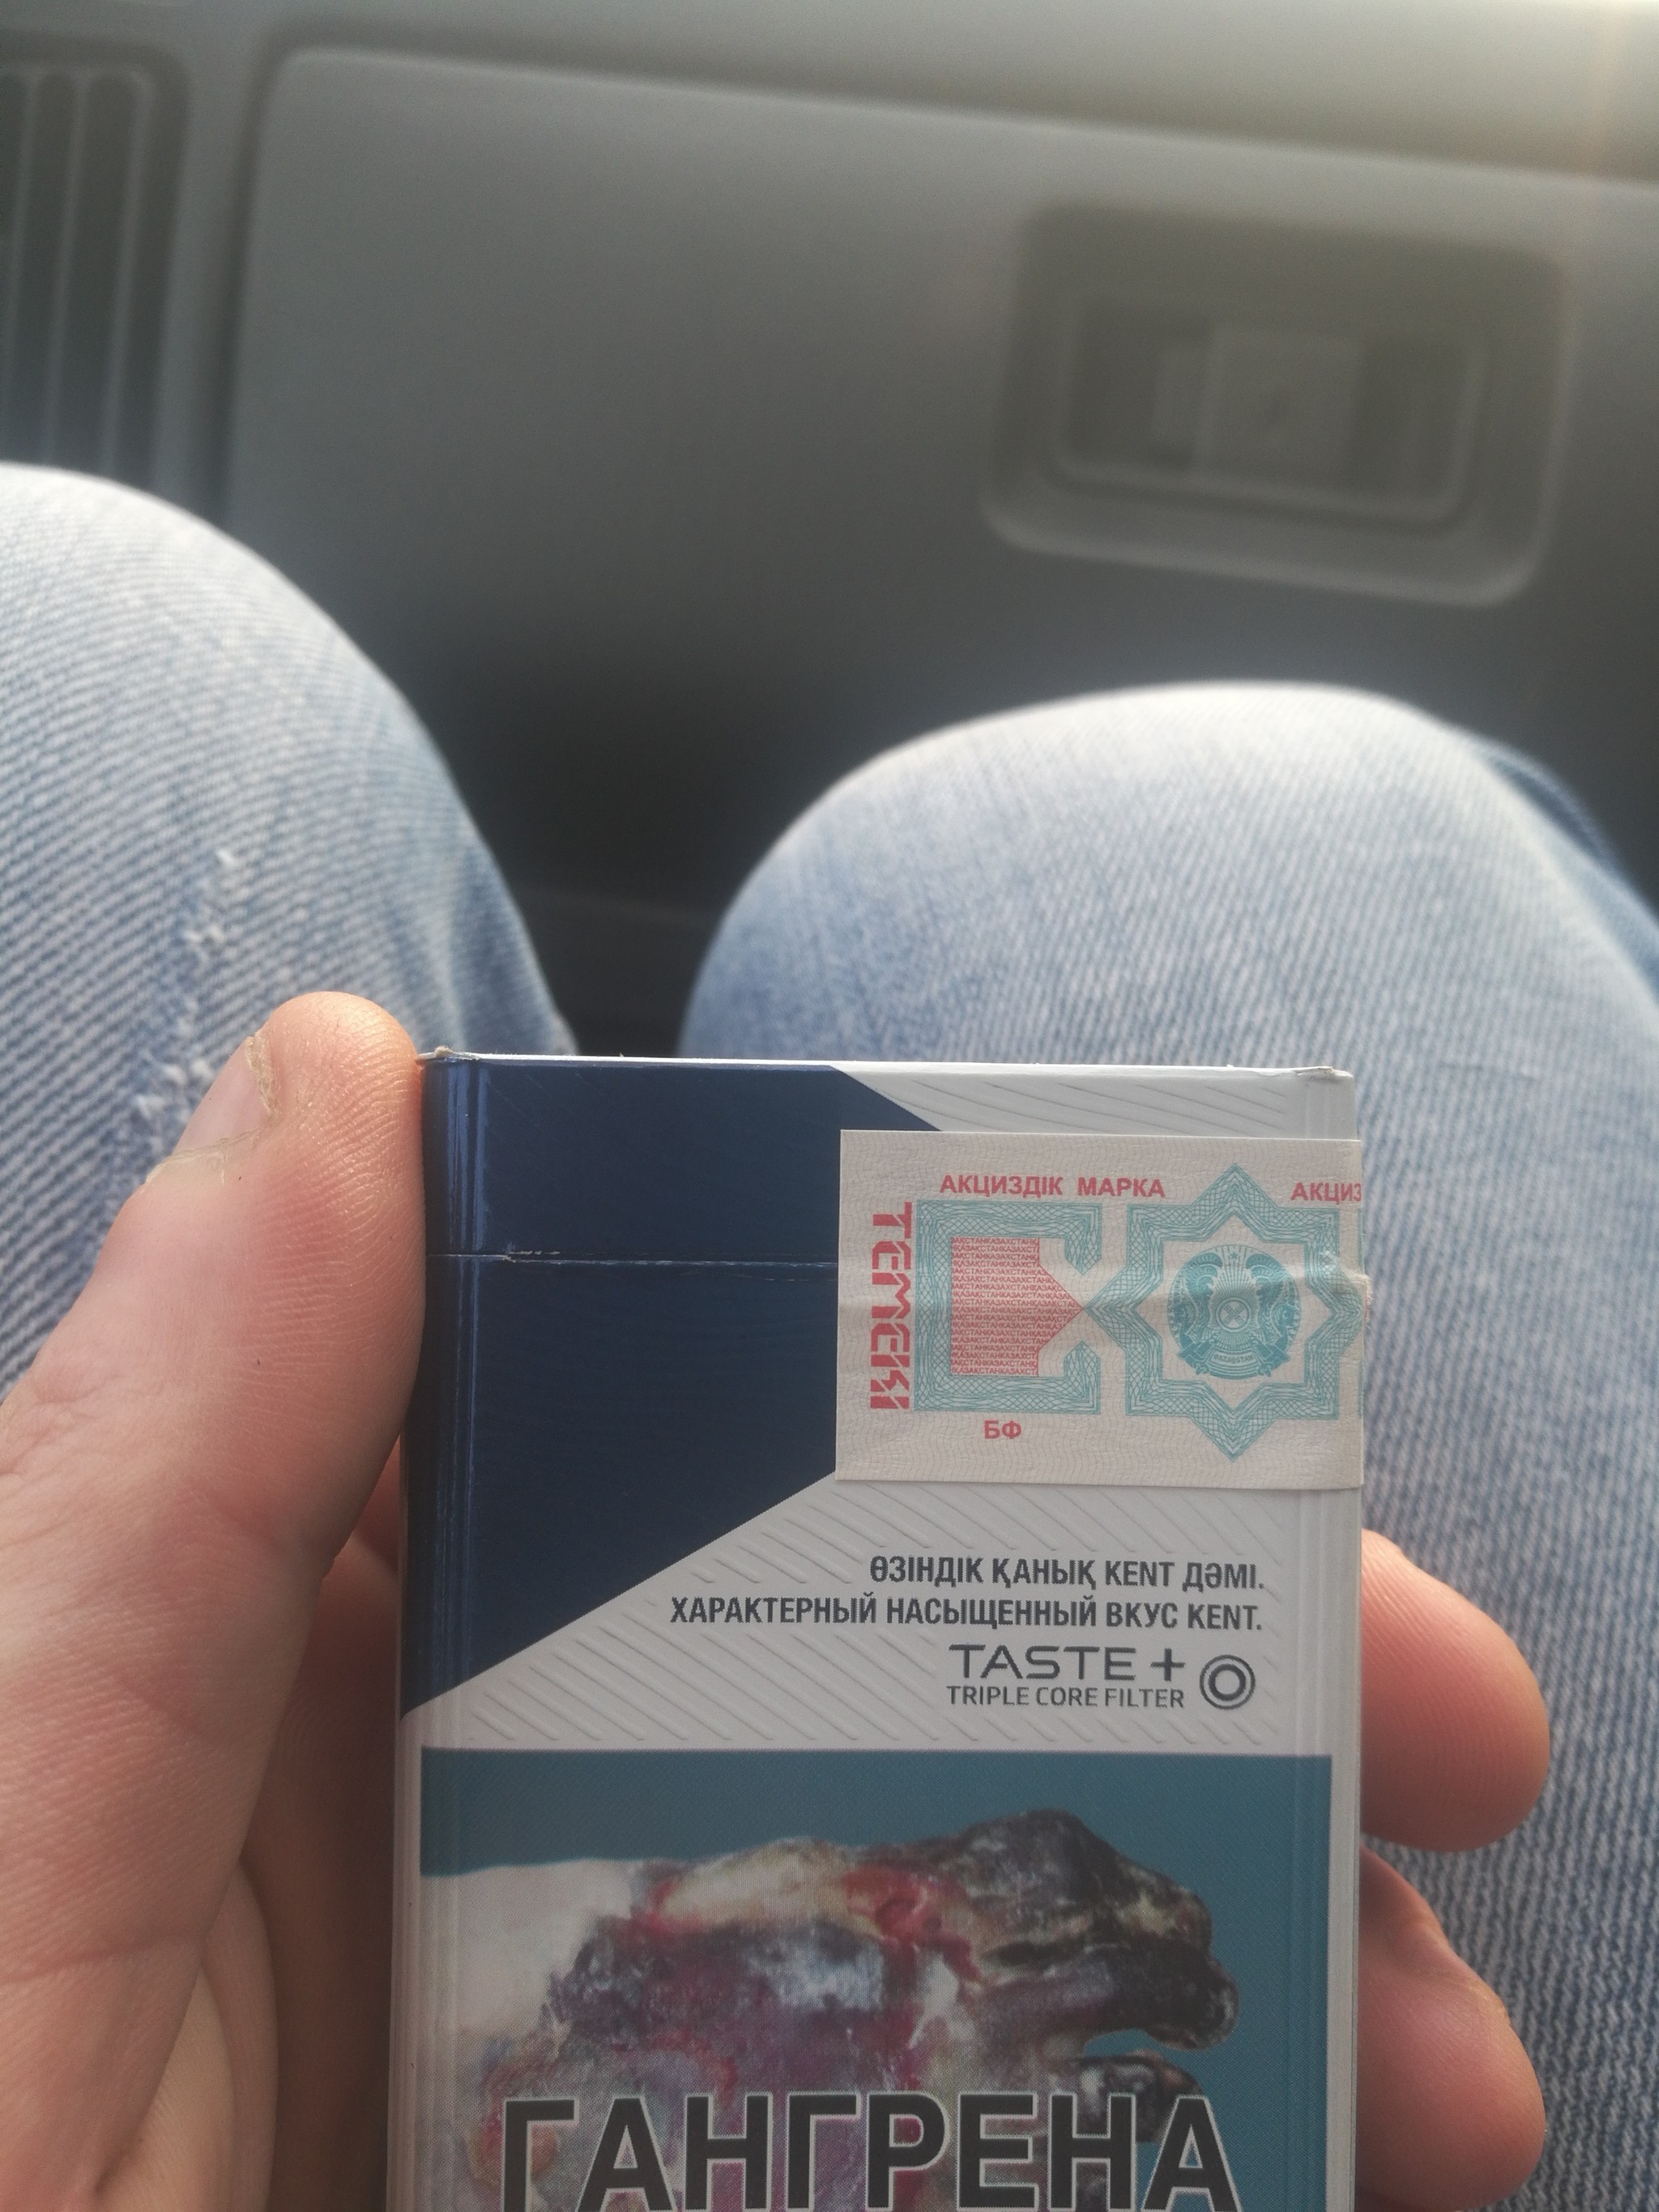 АКЦИЗДІК МАРКА
АКЦИЗ
ТЕМЕКІ
БФ
ӨЗІНДІК ҚАНЫҚ KENT ДӘМІ.
ХАРАКТЕРНЫЙ НАСЫЩЕННЫЙ ВКУС KENT.
TASTE+
TRIPLE CORE FILTER
ГАНГРЕНА